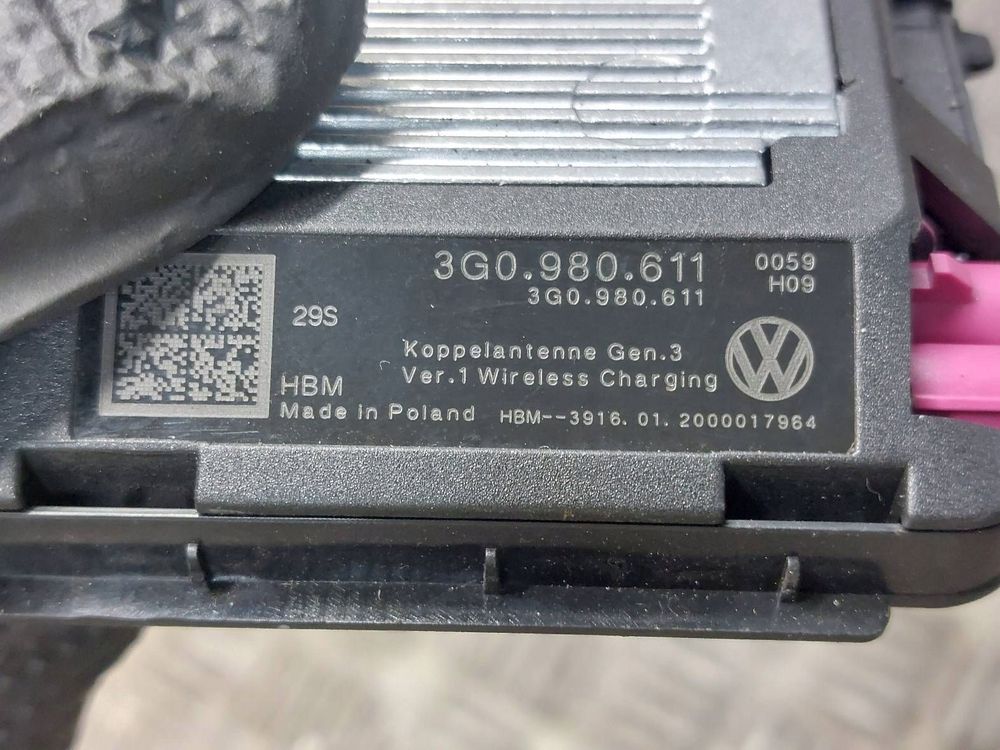 3G0.980.611 0059
3G0.980.611 H09
29S
Koppelantenne Gen.3
Ver.1 Wireless Charging
HBM
Made in Poland HBM--3916. 01. 2000017964